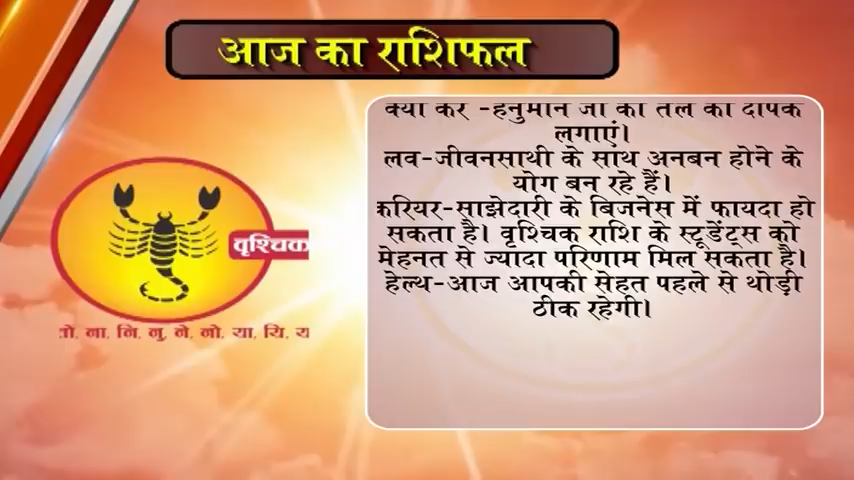 आज का राशिफल
क्या करें -हनुमान जी को तेल का दीपक
लगाएं।
लव-जीवनसाथी के साथ अनबन होने के
योग बन रहे हैं।
करियर-साझेदारी के बिजनेस में फायदा हो
सकता है। वृश्चिक राशि के स्टूडेंट्स को
मेहनत से ज्यादा परिणाम मिल सकता है।
हेल्थ-आज आपकी सेहत पहले से थोड़ी
ठीक रहेगी।
वृश्चिक
ना, नि, नु, ने, नो, या, यि,